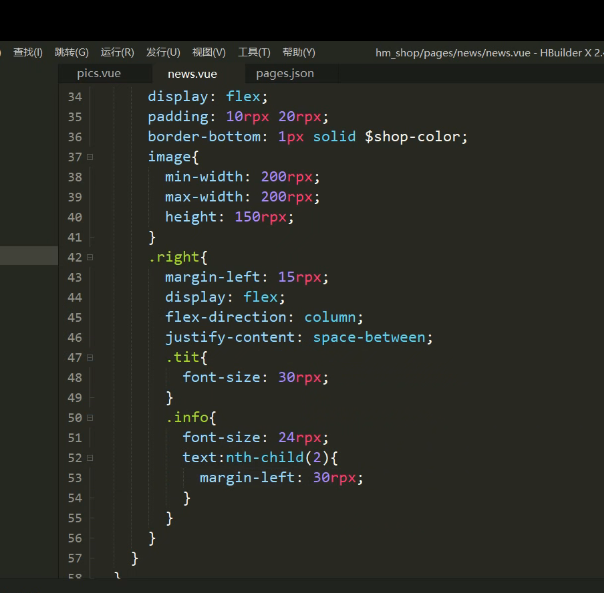 查找(I) 跳转(G) 运行(R) 发行(U) 视图(V) 工具(T) 帮助(Y) hm_shop/pages/news/news.vue - HBuilder X 2.
pics.vue news.vue pages.json
34 display: flex;
35 padding: 10rpx 20rpx;
36 border-bottom: 1px solid $shop-color;
37 image{
38 min-width: 200rpx;
39 max-width: 200rpx;
40 height: 150rpx;
41 }
42 .right{
43 margin-left: 15rpx;
44 display: flex;
45 flex-direction: column;
46 justify-content: space-between;
47 .tit{
48 font-size: 30rpx;
49 }
50 .info{
51 font-size: 24rpx;
52 text:nth-child(2){
53 margin-left: 30rpx;
54 }
55 }
56 }
57 }
58 }